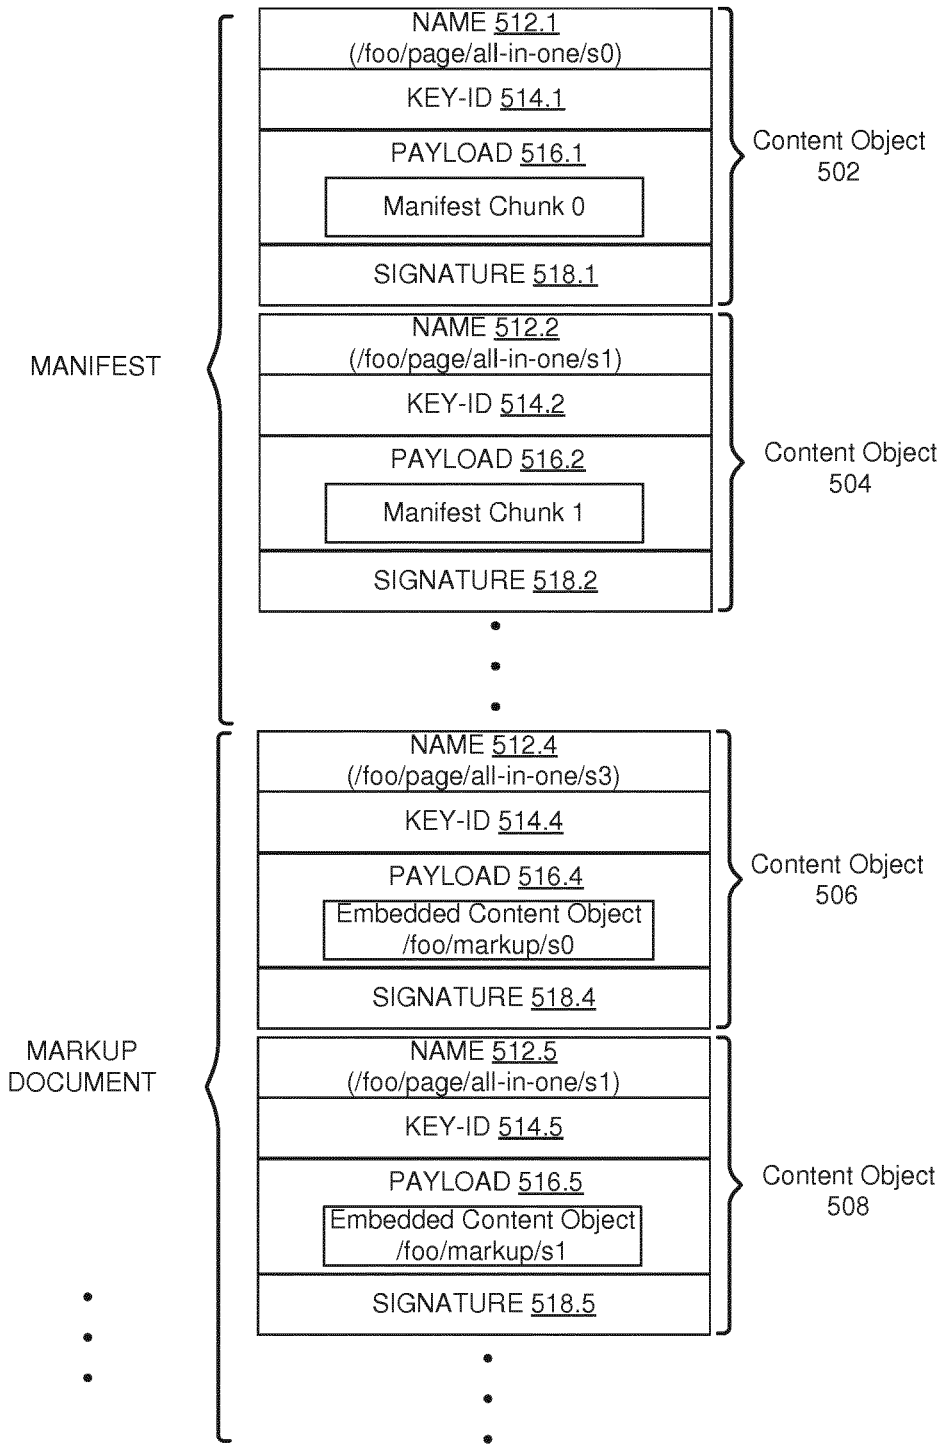 NAME 512.1
(/foo/page/all-in-one/s0)
KEY-ID 514.1
PAYLOAD 516.1
Manifest Chunk 0
SIGNATURE 518.1
Content Object
502
MANIFEST
NAME 512.2
(/foo/page/all-in-one/s1)
KEY-ID 514.2
PAYLOAD 516.2
Manifest Chunk 1
SIGNATURE 518.2
Content Object
504
NAME 512.4
(/foo/page/all-in-one/s3)
KEY-ID 514.4
PAYLOAD 516.4
Embedded Content Object
/foo/markup/s0
SIGNATURE 518.4
Content Object
506
MARKUP
DOCUMENT
NAME 512.5
(/foo/page/all-in-one/s1)
KEY-ID 514.5
PAYLOAD 516.5
Embedded Content Object
/foo/markup/s1
SIGNATURE 518.5
Content Object
508